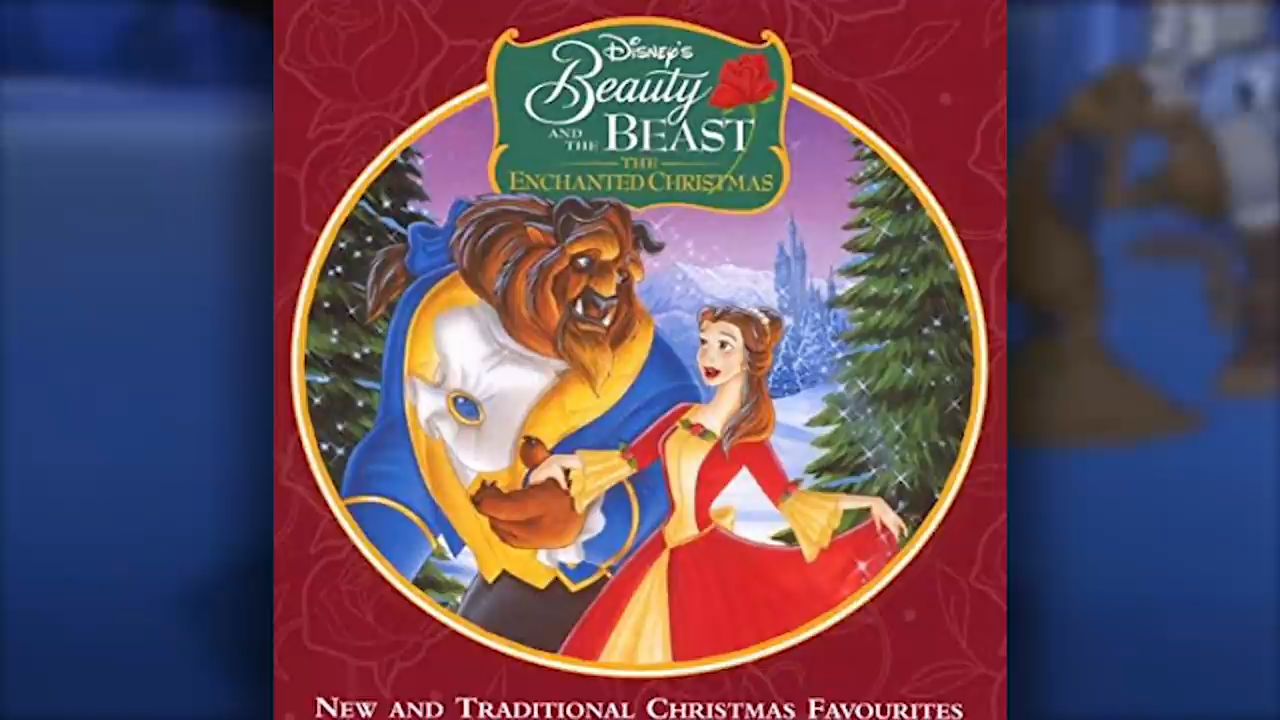 Disney's
Beauty
AND THE BEAST
THE
ENCHANTED CHRISTMAS
NEW AND TRADITIONAL CHRISTMAS FAVOURITES